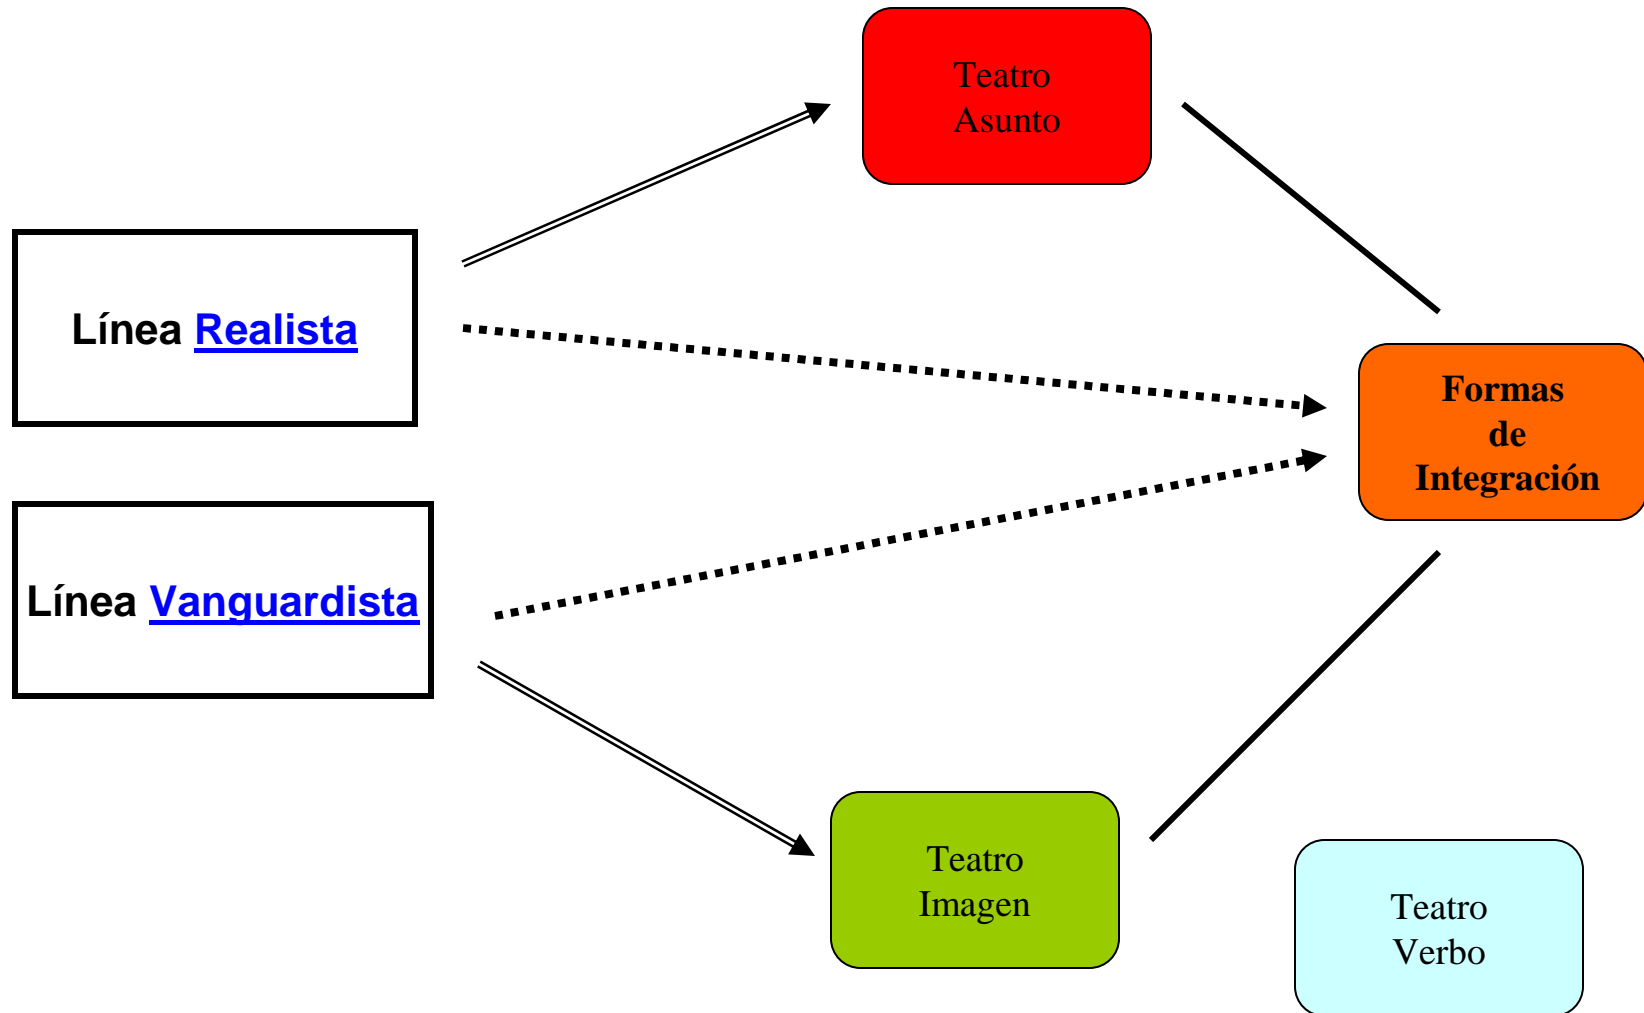 Teatro
Asunto
Línea Realista
Formas
de
Integración
Línea Vanguardista
Teatro
Imagen
Teatro
Verbo